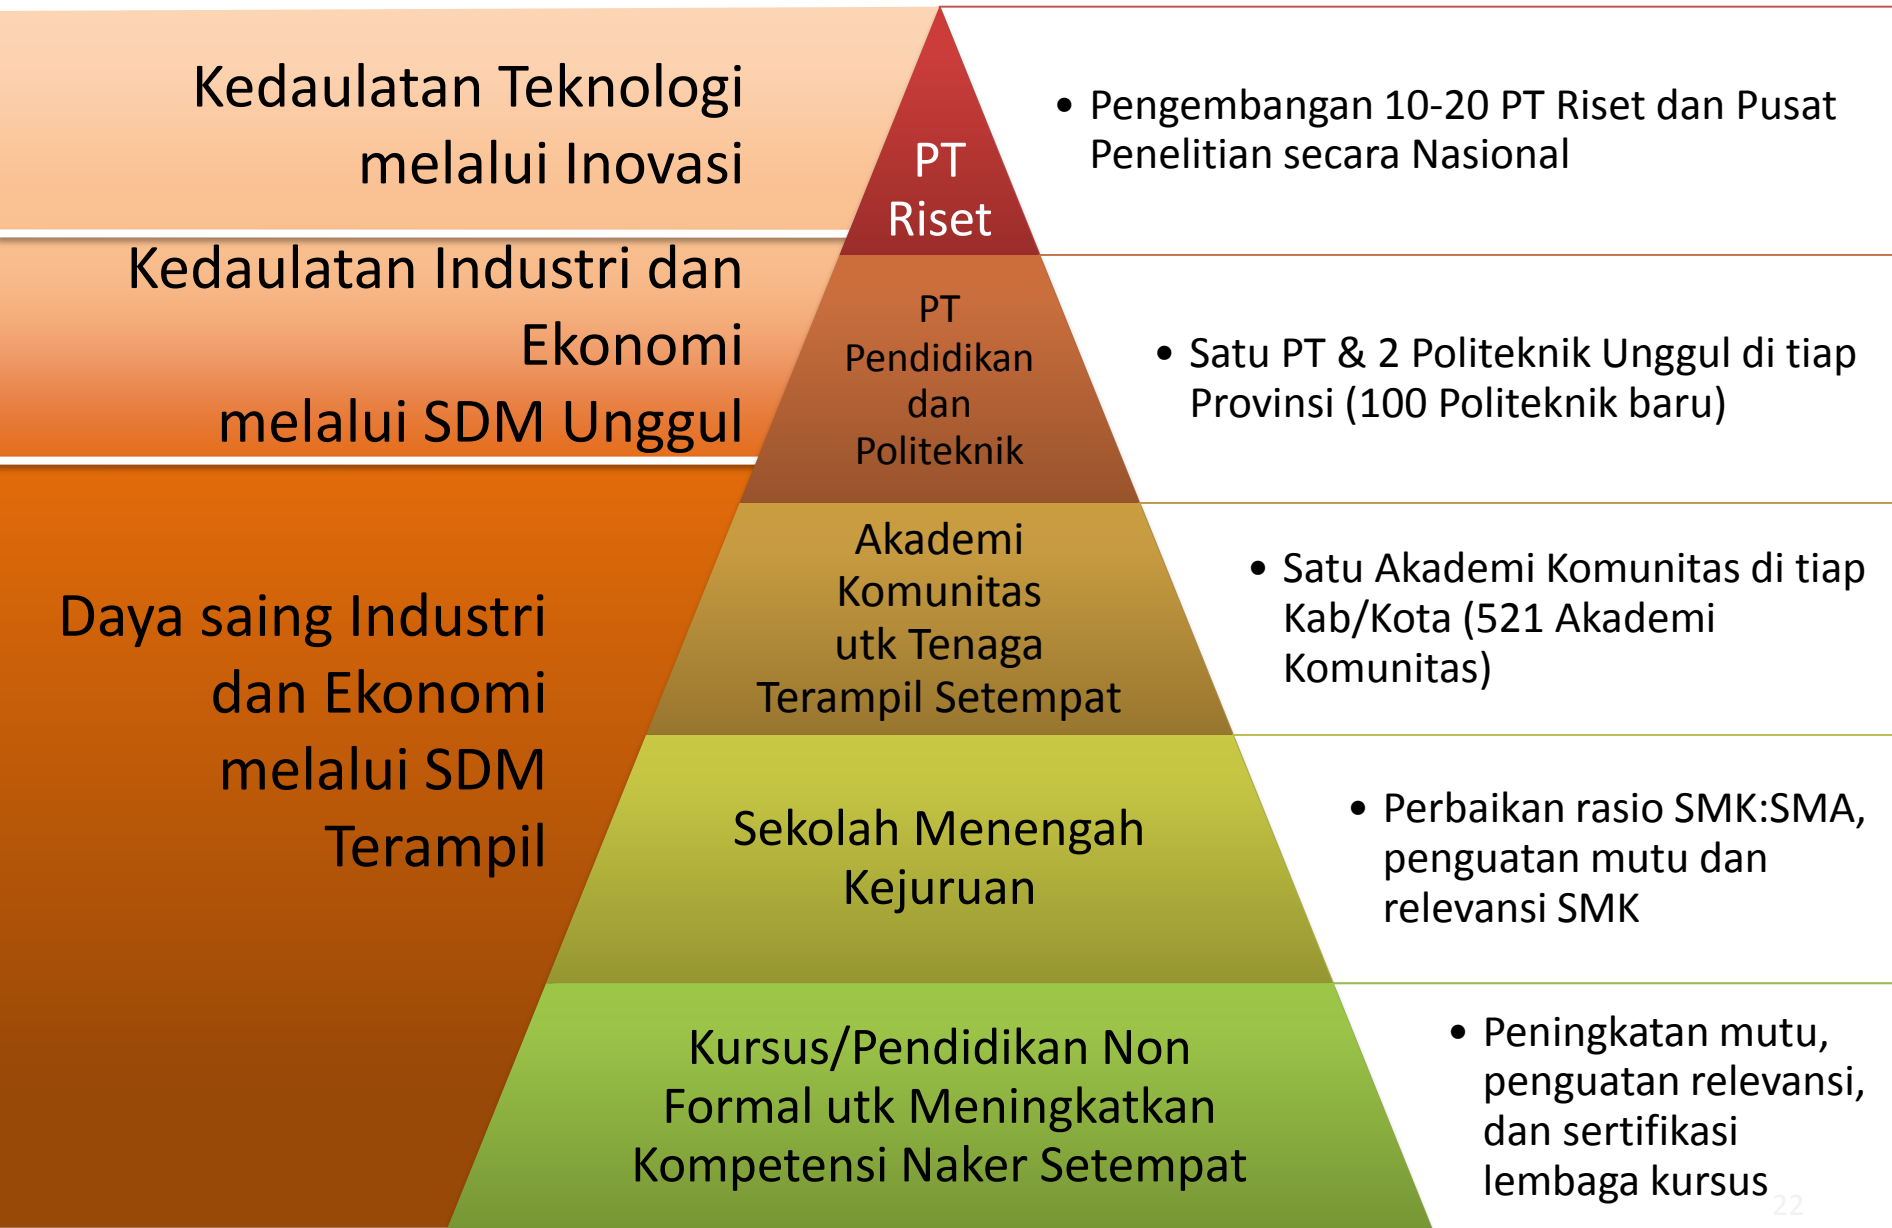 Kedaulatan Teknologi
melalui Inovasi
PT
Riset
• Pengembangan 10-20 PT Riset dan Pusat
Penelitian secara Nasional
Kedaulatan Industri dan
Ekonomi
melalui SDM Unggul
PT
Pendidikan
dan
Politeknik
• Satu PT & 2 Politeknik Unggul di tiap
Provinsi (100 Politeknik baru)
Daya saing Industri
dan Ekonomi
melalui SDM
Terampil
Akademi
Komunitas
utk Tenaga
Terampil Setempat
• Satu Akademi Komunitas di tiap
Kab/Kota (521 Akademi
Komunitas)
Sekolah Menengah
Kejuruan
• Perbaikan rasio SMK:SMA,
penguatan mutu dan
relevansi SMK
Kursus/Pendidikan Non
Formal utk Meningkatkan
Kompetensi Naker Setempat
• Peningkatan mutu,
penguatan relevansi,
dan sertifikasi
lembaga kursus
22